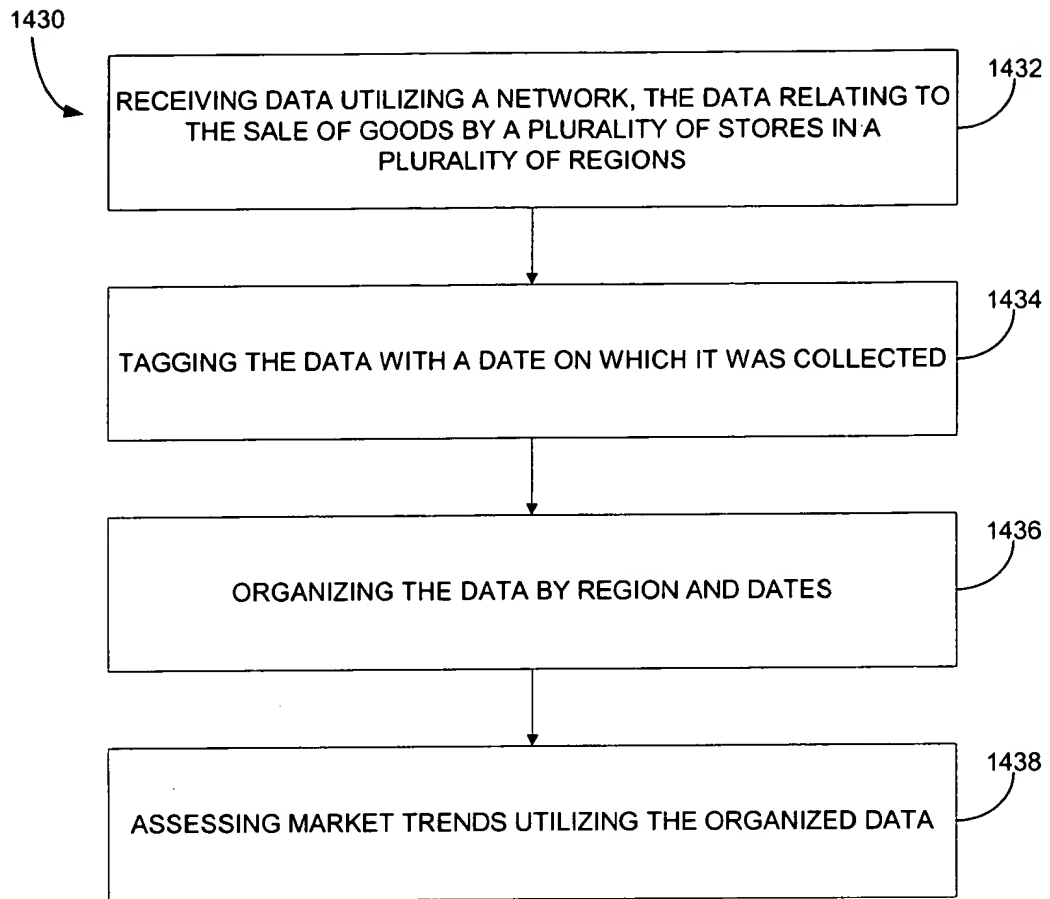 1430
1432
RECEIVING DATA UTILIZING A NETWORK, THE DATA RELATING TO
THE SALE OF GOODS BY A PLURALITY OF STORES IN A
PLURALITY OF REGIONS
1434
TAGGING THE DATA WITH A DATE ON WHICH IT WAS COLLECTED
1436
ORGANIZING THE DATA BY REGION AND DATES
1438
ASSESSING MARKET TRENDS UTILIZING THE ORGANIZED DATA